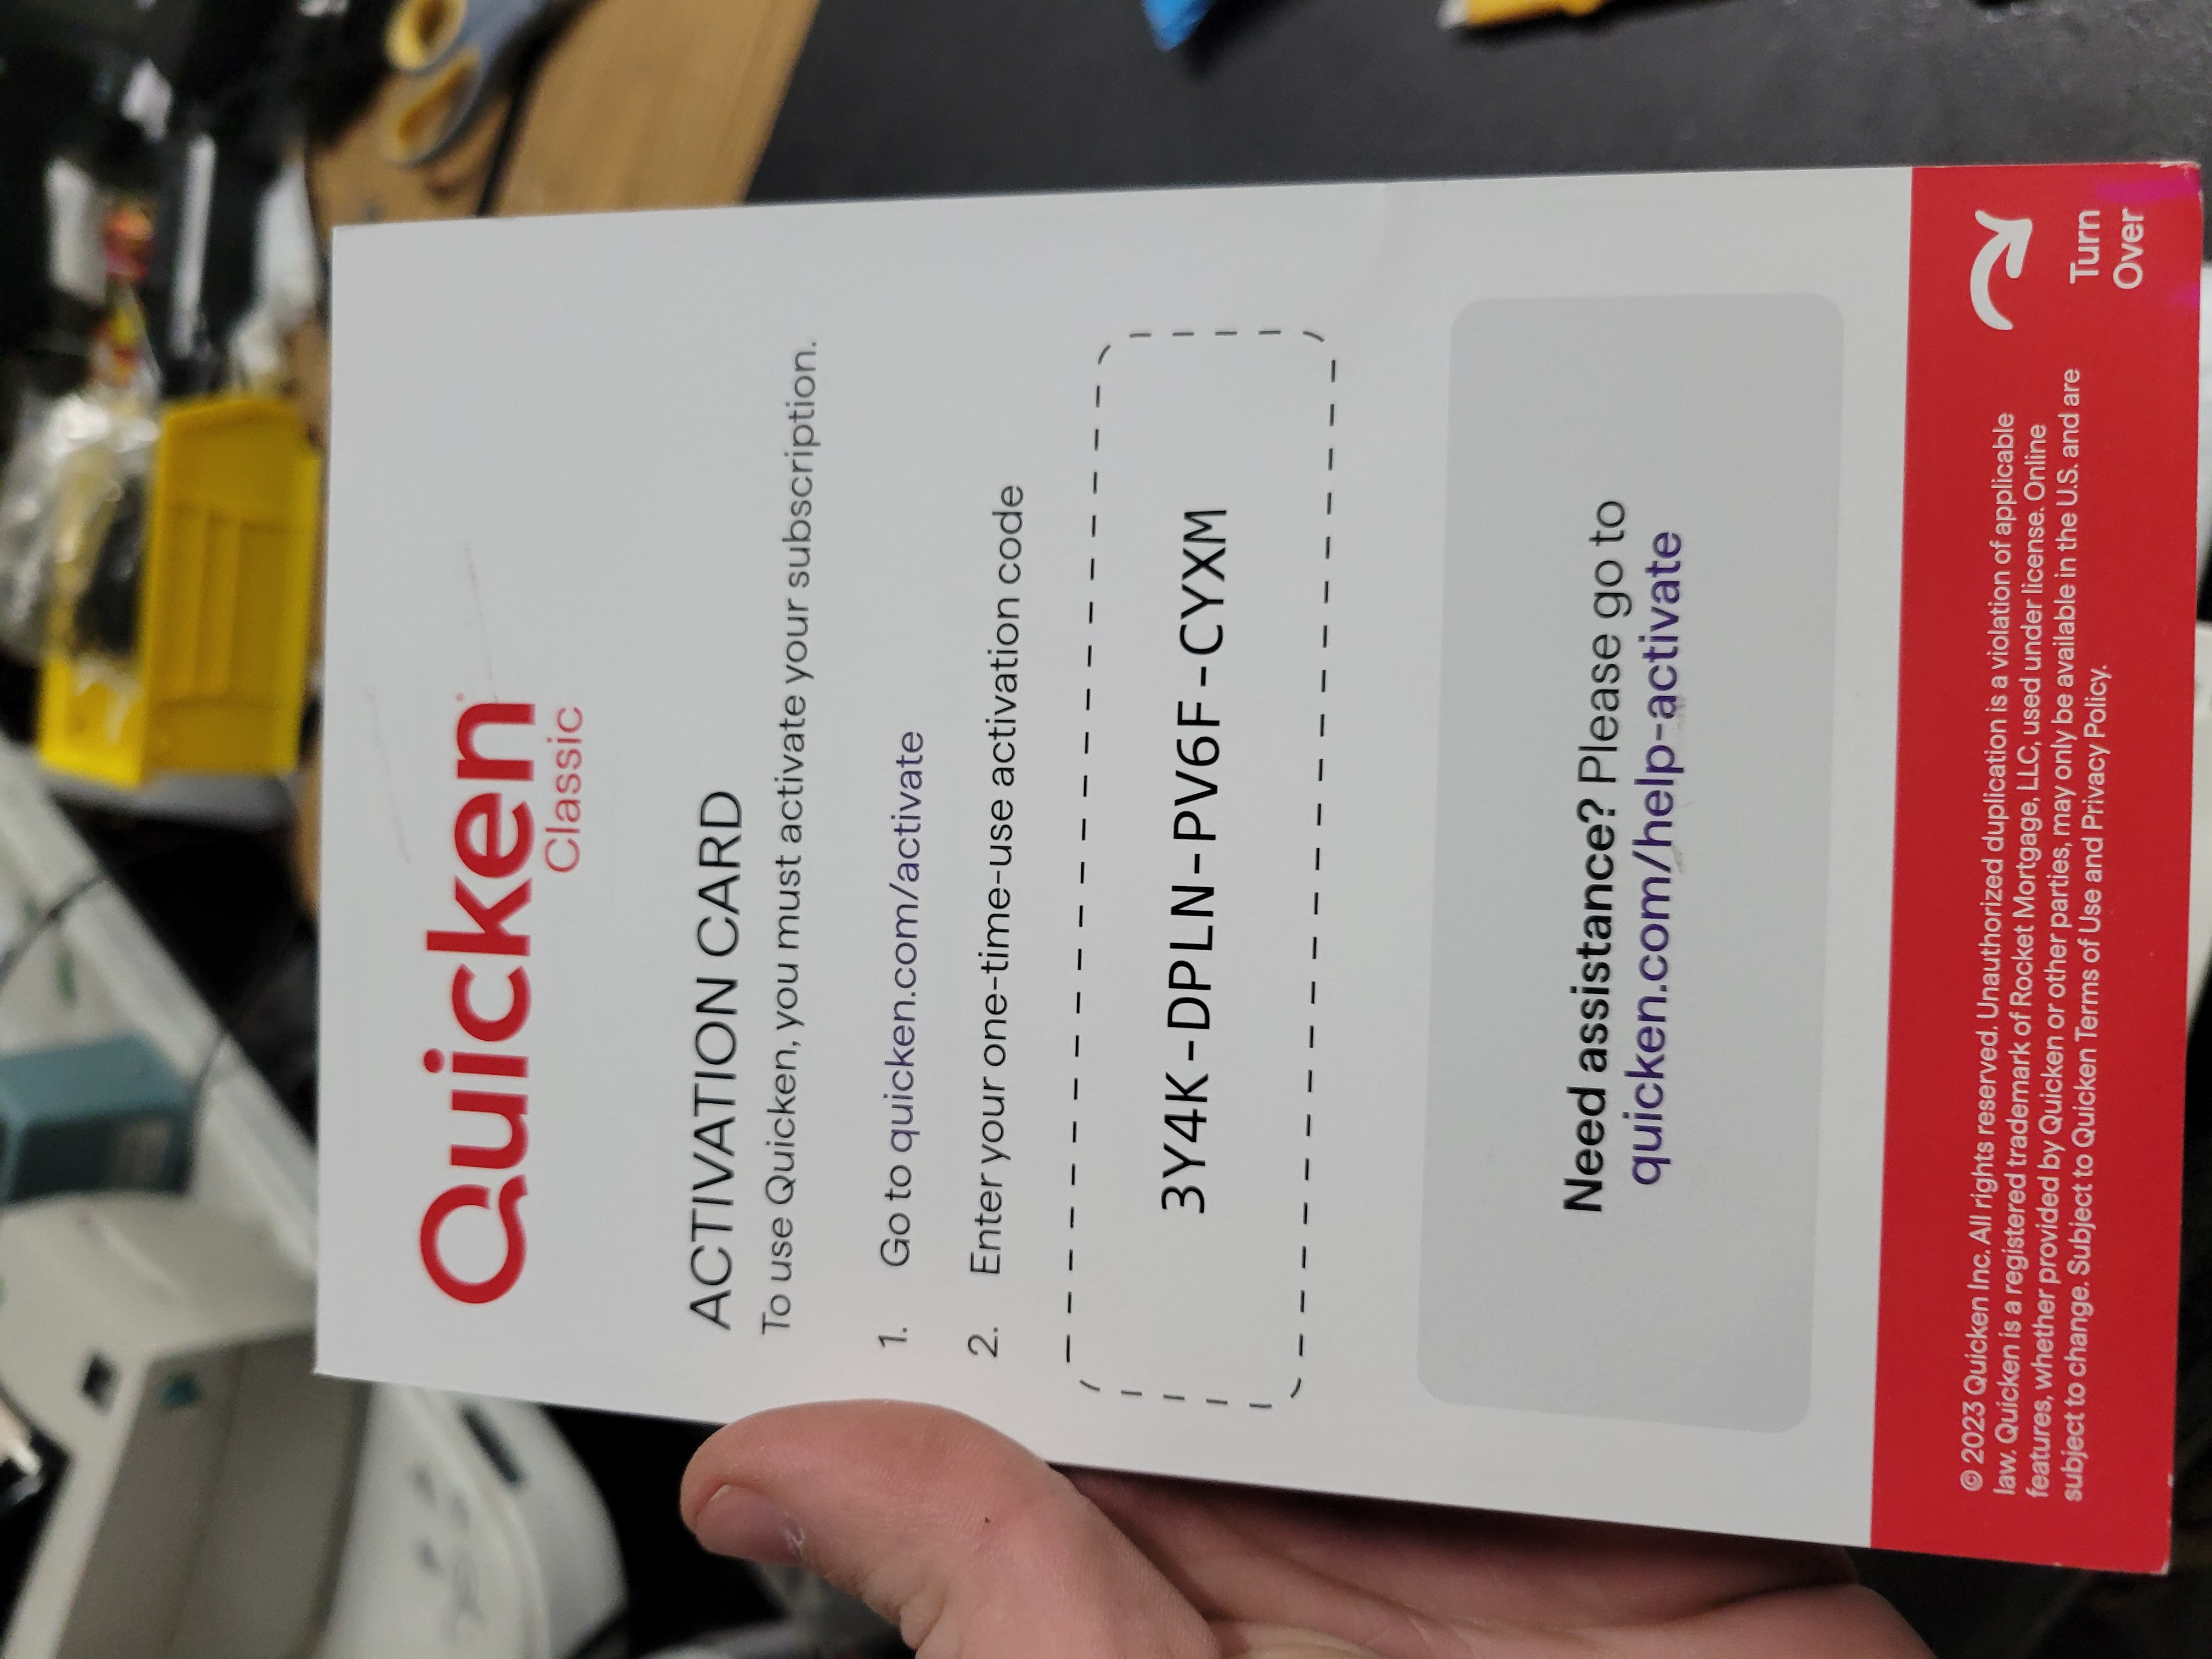 Quicken
Classic
ACTIVATION CARD
To use Quicken, you must activate your subscription.
1. Go to quicken.com/activate
2. Enter your one-time-use activation code
3Y4K-DPLN-PV6F-CYXM
Need assistance? Please go to
quicken.com/help-activate
© 2023 Quicken Inc. All rights reserved. Unauthorized duplication is a violation of applicable
law. Quicken is a registered trademark of Rocket Mortgage, LLC, used under license. Online
features, whether provided by Quicken or other parties, may only be available in the U.S. and are
subject to change. Subject to Quicken Terms of Use and Privacy Policy.
Turn
Over